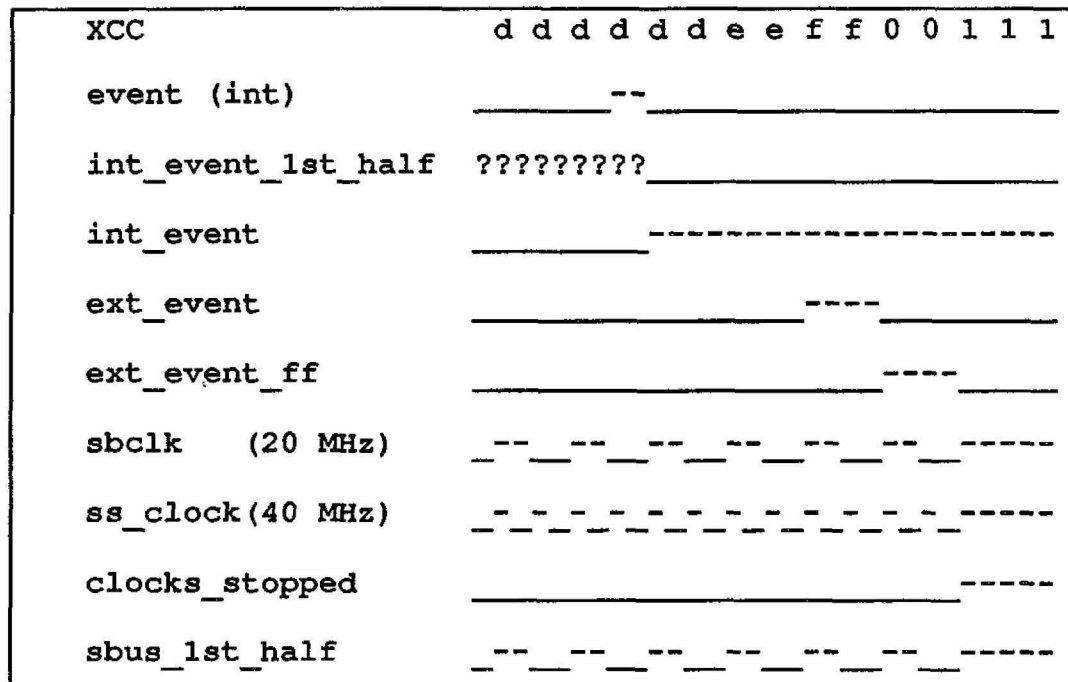 XCC d d d d d d e e f f 0 0 1 1 1
event (int)
int_event_1st_half ?????????
int_event
ext_event
ext_event_ff
sbclk (20 MHz)
ss_clock(40 MHz)
clocks_stopped
sbus_1st_half